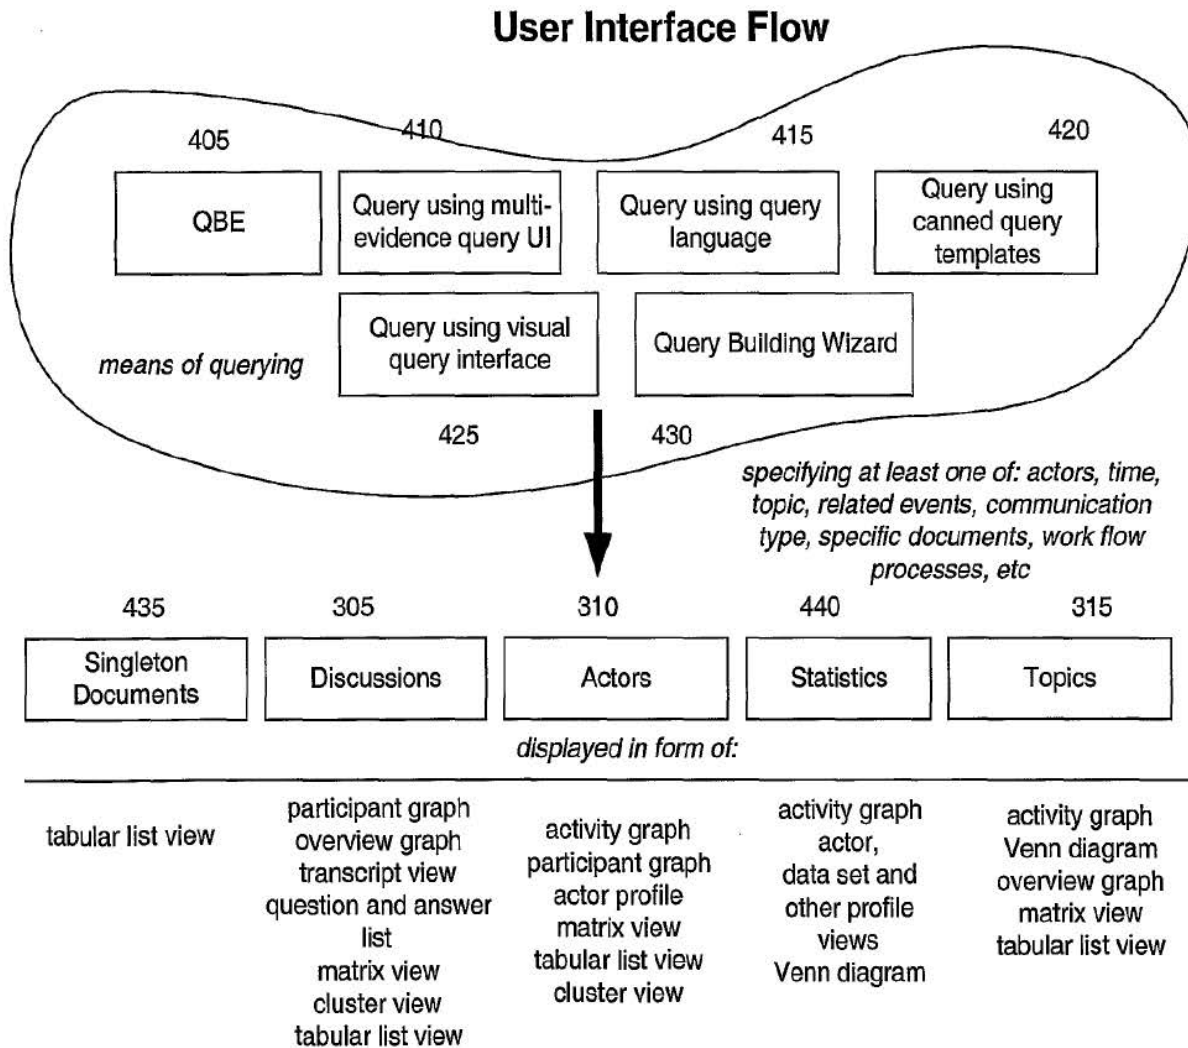 User Interface Flow
405
410
415
420
QBE
Query using multi-
evidence query UI
Query using query
language
Query using
canned query
templates
Query using visual
query interface
Query Building Wizard
means of querying
425
430
specifying at least one of: actors, time,
topic, related events, communication
type, specific documents, work flow
processes, etc
435
305
310
440
315
Singleton
Documents
Discussions
Actors
Statistics
Topics
displayed in form of:
tabular list view
participant graph
overview graph
transcript view
question and answer
list
matrix view
cluster view
tabular list view
activity graph
participant graph
actor profile
matrix view
tabular list view
cluster view
activity graph
actor,
data set and
other profile
views
Venn diagram
activity graph
Venn diagram
overview graph
matrix view
tabular list view